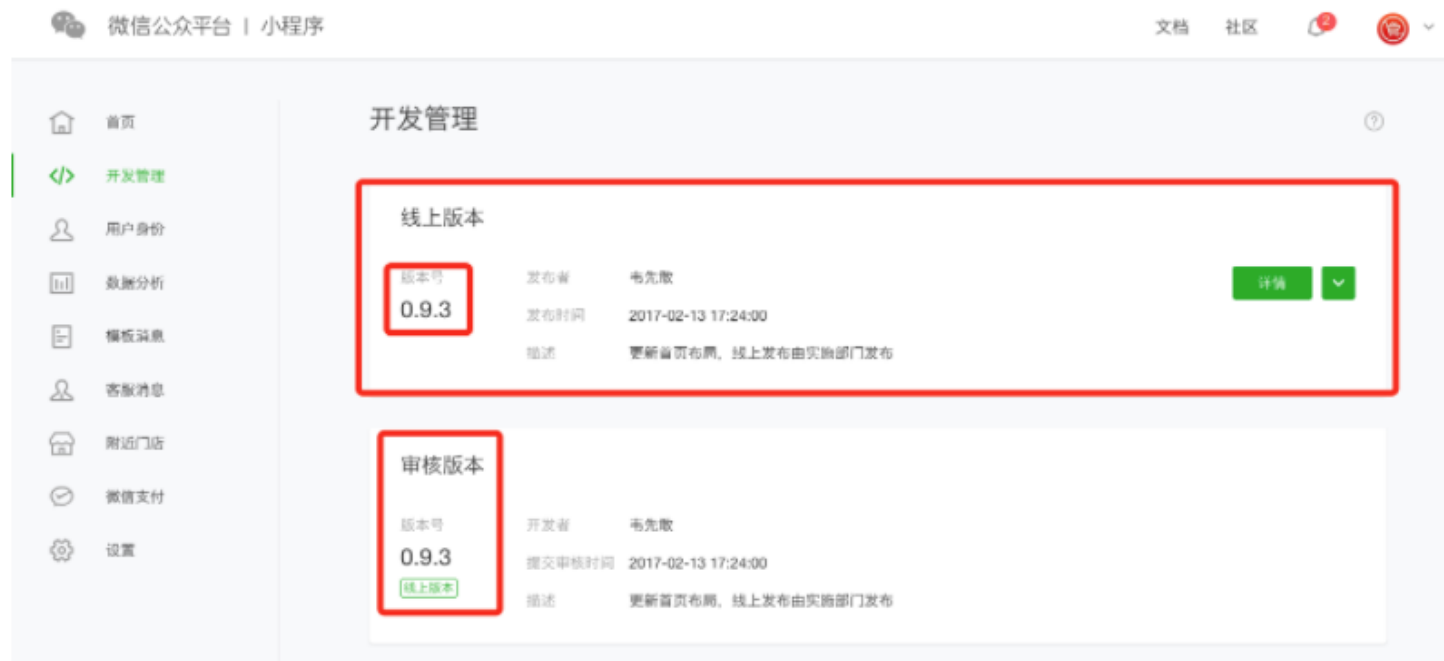 微信公众平台 | 小程序
文档 社区 2
首页
开发管理
用户身份
数据分析
模板消息
客服消息
附近门店
微信支付
设置
开发管理
线上版本
版本号
0.9.3
发布者 韦先敢
发布时间 2017-02-13 17:24:00
描述 更新首页布局，线上发布由实施部门发布
详情
审核版本
版本号
0.9.3
线上版本
开发者 韦先敢
提交审核时间 2017-02-13 17:24:00
描述 更新首页布局，线上发布由实施部门发布